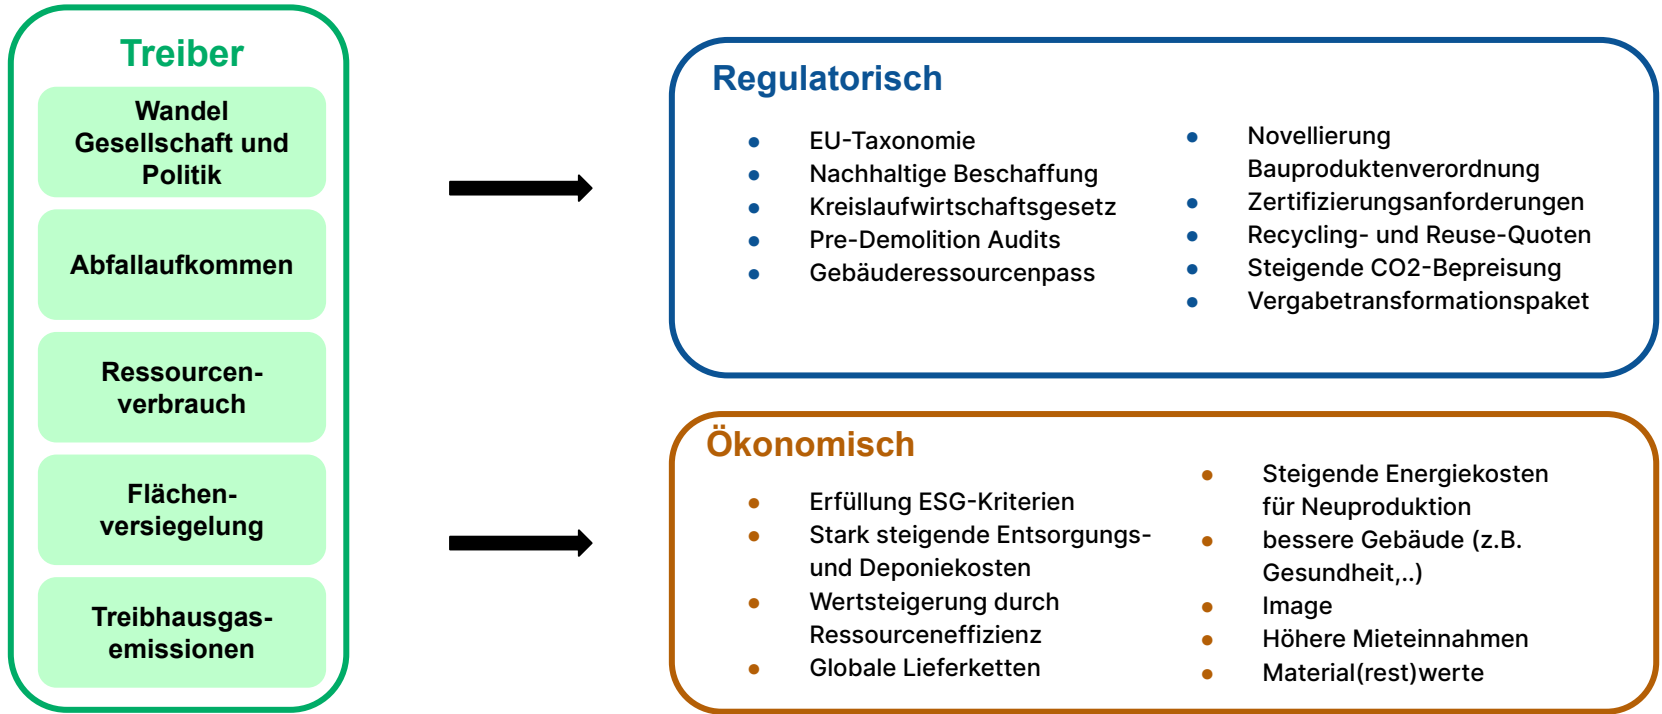 Treiber
Wandel
Gesellschaft und
Politik
Abfallaufkommen
Ressourcen-
verbrauch
Flächen-
versiegelung
Treibhausgas-
emissionen
Regulatorisch
● EU-Taxonomie
● Nachhaltige Beschaffung
● Kreislaufwirtschaftsgesetz
● Pre-Demolition Audits
● Gebäuderessourcenpass
● Novellierung
Bauproduktenverordnung
● Zertifizierungsanforderungen
● Recycling- und Reuse-Quoten
● Steigende CO2-Bepreisung
● Vergabetransformationspaket
Ökonomisch
● Erfüllung ESG-Kriterien
● Stark steigende Entsorgungs-
und Deponiekosten
● Wertsteigerung durch
Ressourceneffizienz
● Globale Lieferketten
● Steigende Energiekosten
für Neuproduktion
● bessere Gebäude (z.B.
Gesundheit,..)
● Image
● Höhere Mieteinnahmen
● Material(rest)werte